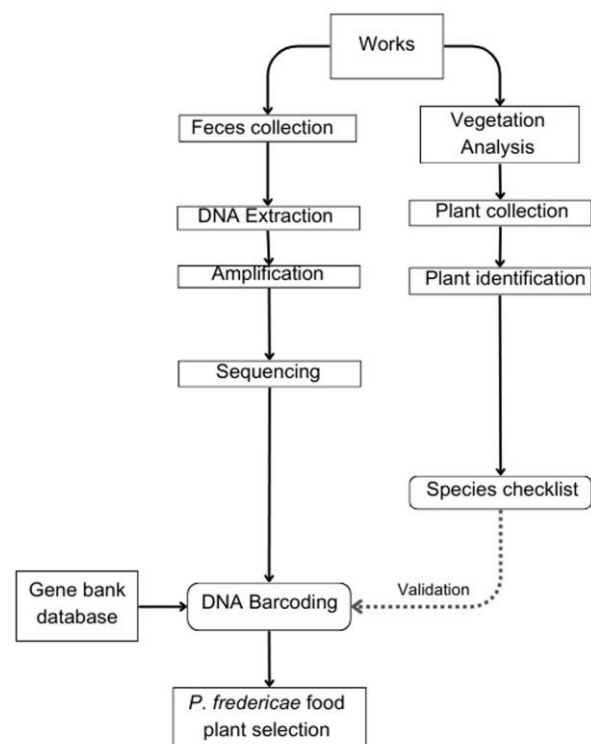 Works
Feces collection
Vegetation
Analysis
DNA Extraction
Plant collection
Amplification
Plant identification
Sequencing
Species checklist
Gene bank
database
DNA Barcoding
Validation
P. fredericae food
plant selection